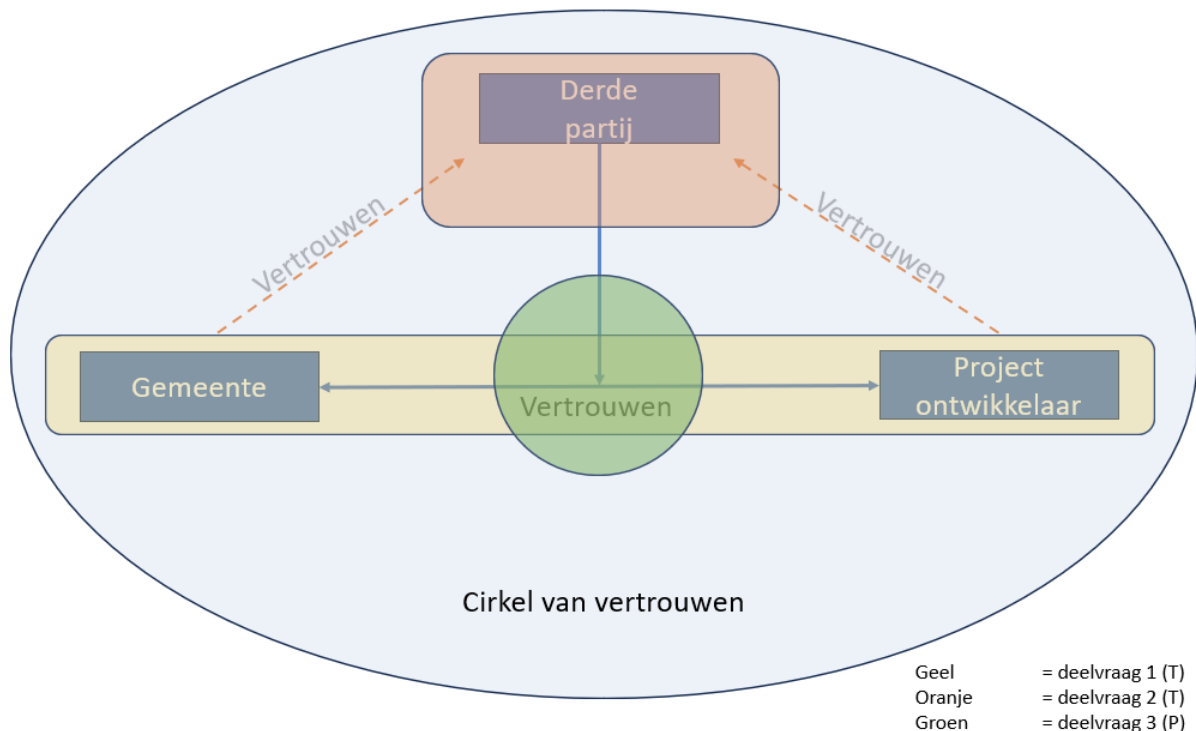 Derde
partij
Vertrouwen
Vertrouwen
Gemeente
Vertrouwen
Project
ontwikkelaar
Cirkel van vertrouwen
Geel = deelvraag 1 (T)
Oranje = deelvraag 2 (T)
Groen = deelvraag 3 (P)